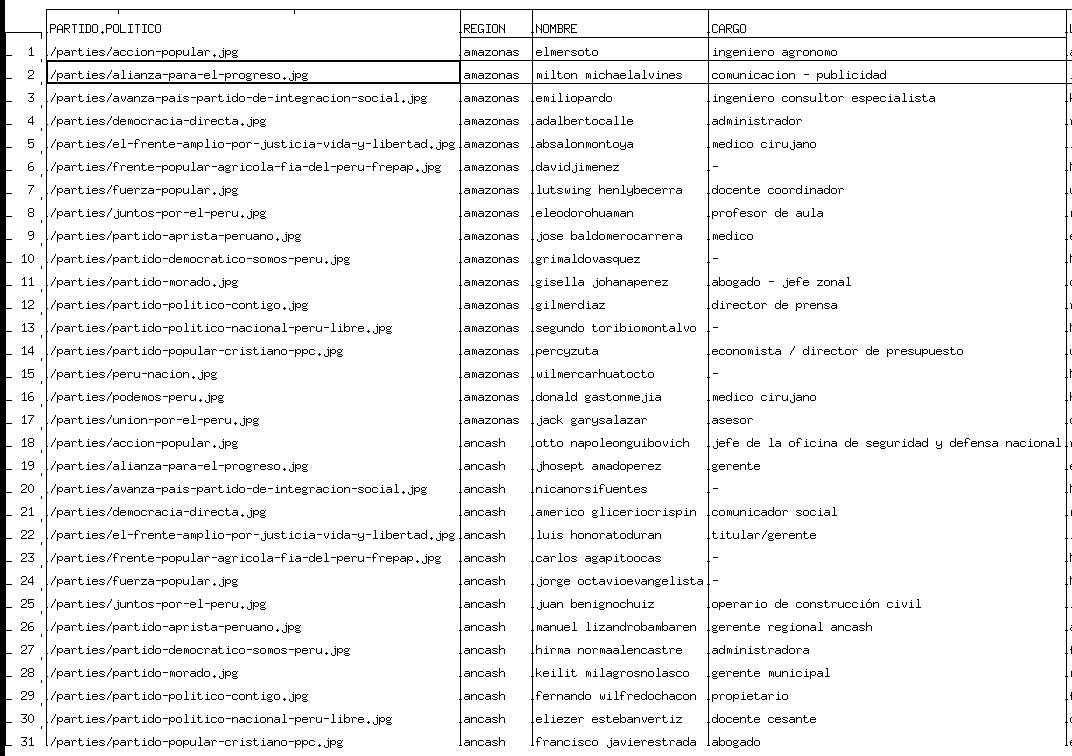 PARTIDO.POLITICO REGION NOMBRE CARGO
1 /parties/accion-popular.jpg amazonas elmersoto ingeniero agronomo
2 /parties/alianza-para-el-progreso.jpg amazonas milton michaelalvines comunicacion - publicidad
3 /parties/avanza-pais-partido-de-integracion-social.jpg amazonas emiliopardo ingeniero consultor especialista
4 /parties/democracia-directa.jpg amazonas adalbertocalle administrador
5 /parties/el-frente-amplio-por-justicia-vida-y-libertad.jpg amazonas absalonmontoya medico cirujano
6 /parties/frente-popular-agricola-fia-del-peru-frepap.jpg amazonas davidjimenez -
7 /parties/fuerza-popular.jpg amazonas lutswing henlybecerra docente coordinador
8 /parties/juntos-por-el-peru.jpg amazonas eleodorohuaman profesor de aula
9 /parties/partido-aprista-peruano.jpg amazonas jose baldomerocarrera medico
10 /parties/partido-democratico-somos-peru.jpg amazonas grimaldovasquez -
11 /parties/partido-morado.jpg amazonas gisella johanaperez abogado - jefe zonal
12 /parties/partido-politico-contigo.jpg amazonas gilmerdiaz director de prensa
13 /parties/partido-politico-nacional-peru-libre.jpg amazonas segundo toribiomontalvo -
14 /parties/partido-popular-cristiano-ppc.jpg amazonas percyzuta economista / director de presupuesto
15 /parties/peru-nacion.jpg amazonas wilmercarhuatocto -
16 /parties/podemos-peru.jpg amazonas donald gastonmejia medico cirujano
17 /parties/union-por-el-peru.jpg amazonas jack garysalazar asesor
18 /parties/accion-popular.jpg ancash otto napoleonguibovich jefe de la oficina de seguridad y defensa nacional
19 /parties/alianza-para-el-progreso.jpg ancash jhosept amadoperez gerente
20 /parties/avanza-pais-partido-de-integracion-social.jpg ancash nicanorsifuentes -
21 /parties/democracia-directa.jpg ancash americo gliceriocrispin comunicador social
22 /parties/el-frente-amplio-por-justicia-vida-y-libertad.jpg ancash luis honoratoduran titular/gerente
23 /parties/frente-popular-agricola-fia-del-peru-frepap.jpg ancash carlos agapitoocas -
24 /parties/fuerza-popular.jpg ancash jorge octavioevangelista -
25 /parties/juntos-por-el-peru.jpg ancash juan benignochuiz operario de construcción civil
26 /parties/partido-aprista-peruano.jpg ancash manuel lizandrobambaren gerente regional ancash
27 /parties/partido-democratico-somos-peru.jpg ancash hirma normaalencastre administradora
28 /parties/partido-morado.jpg ancash keilit milagrosnolasco gerente municipal
29 /parties/partido-politico-contigo.jpg ancash fernando wilfredochacon propietario
30 /parties/partido-politico-nacional-peru-libre.jpg ancash eliezer estebanvertiz docente cesante
31 /parties/partido-popular-cristiano-ppc.jpg ancash francisco javierestrada abogado